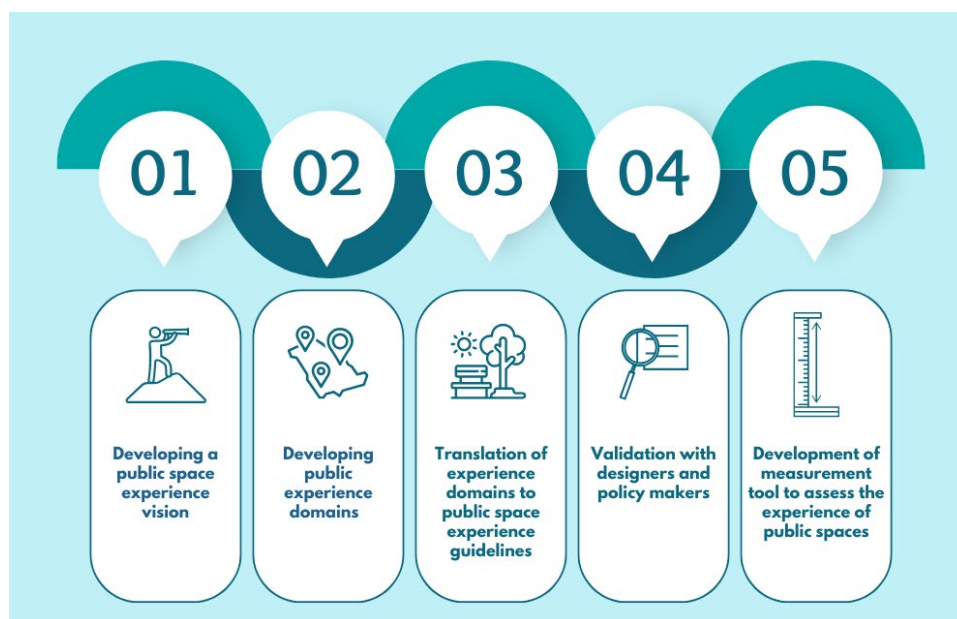 01
02
03
04
05
Developing a
public space
experience
vision
Developing
public
experience
domains
Translation of
experience
domains to
public space
experience
guidelines
Validation with
designers and
policy makers
Development of
measurement
tool to assess the
experience of
public spaces